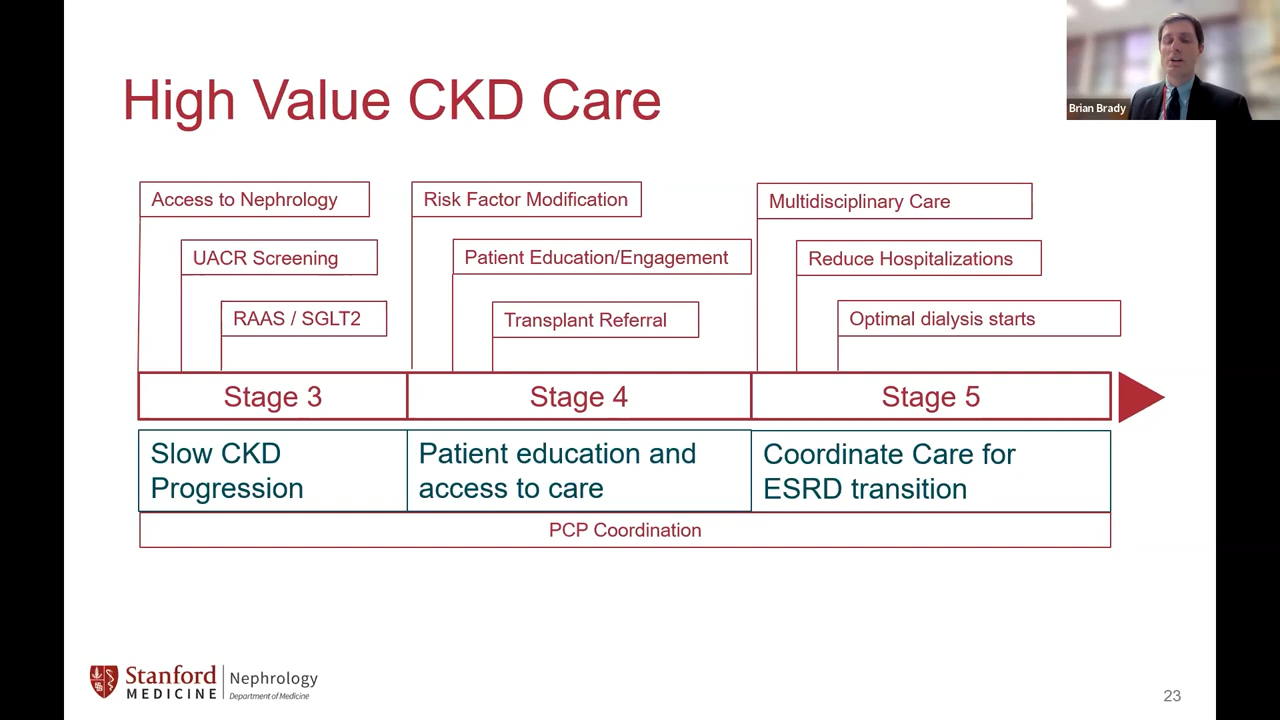 High Value CKD Care
Brian Brady
Access to Nephrology
UACR Screening
RAAS / SGLT2
Risk Factor Modification
Patient Education/Engagement
Transplant Referral
Multidisciplinary Care
Reduce Hospitalizations
Optimal dialysis starts
Stage 3
Stage 4
Stage 5
Slow CKD
Progression
Patient education and
access to care
Coordinate Care for
ESRD transition
PCP Coordination
Stanford
MEDICINE
Nephrology
Department of Medicine
23